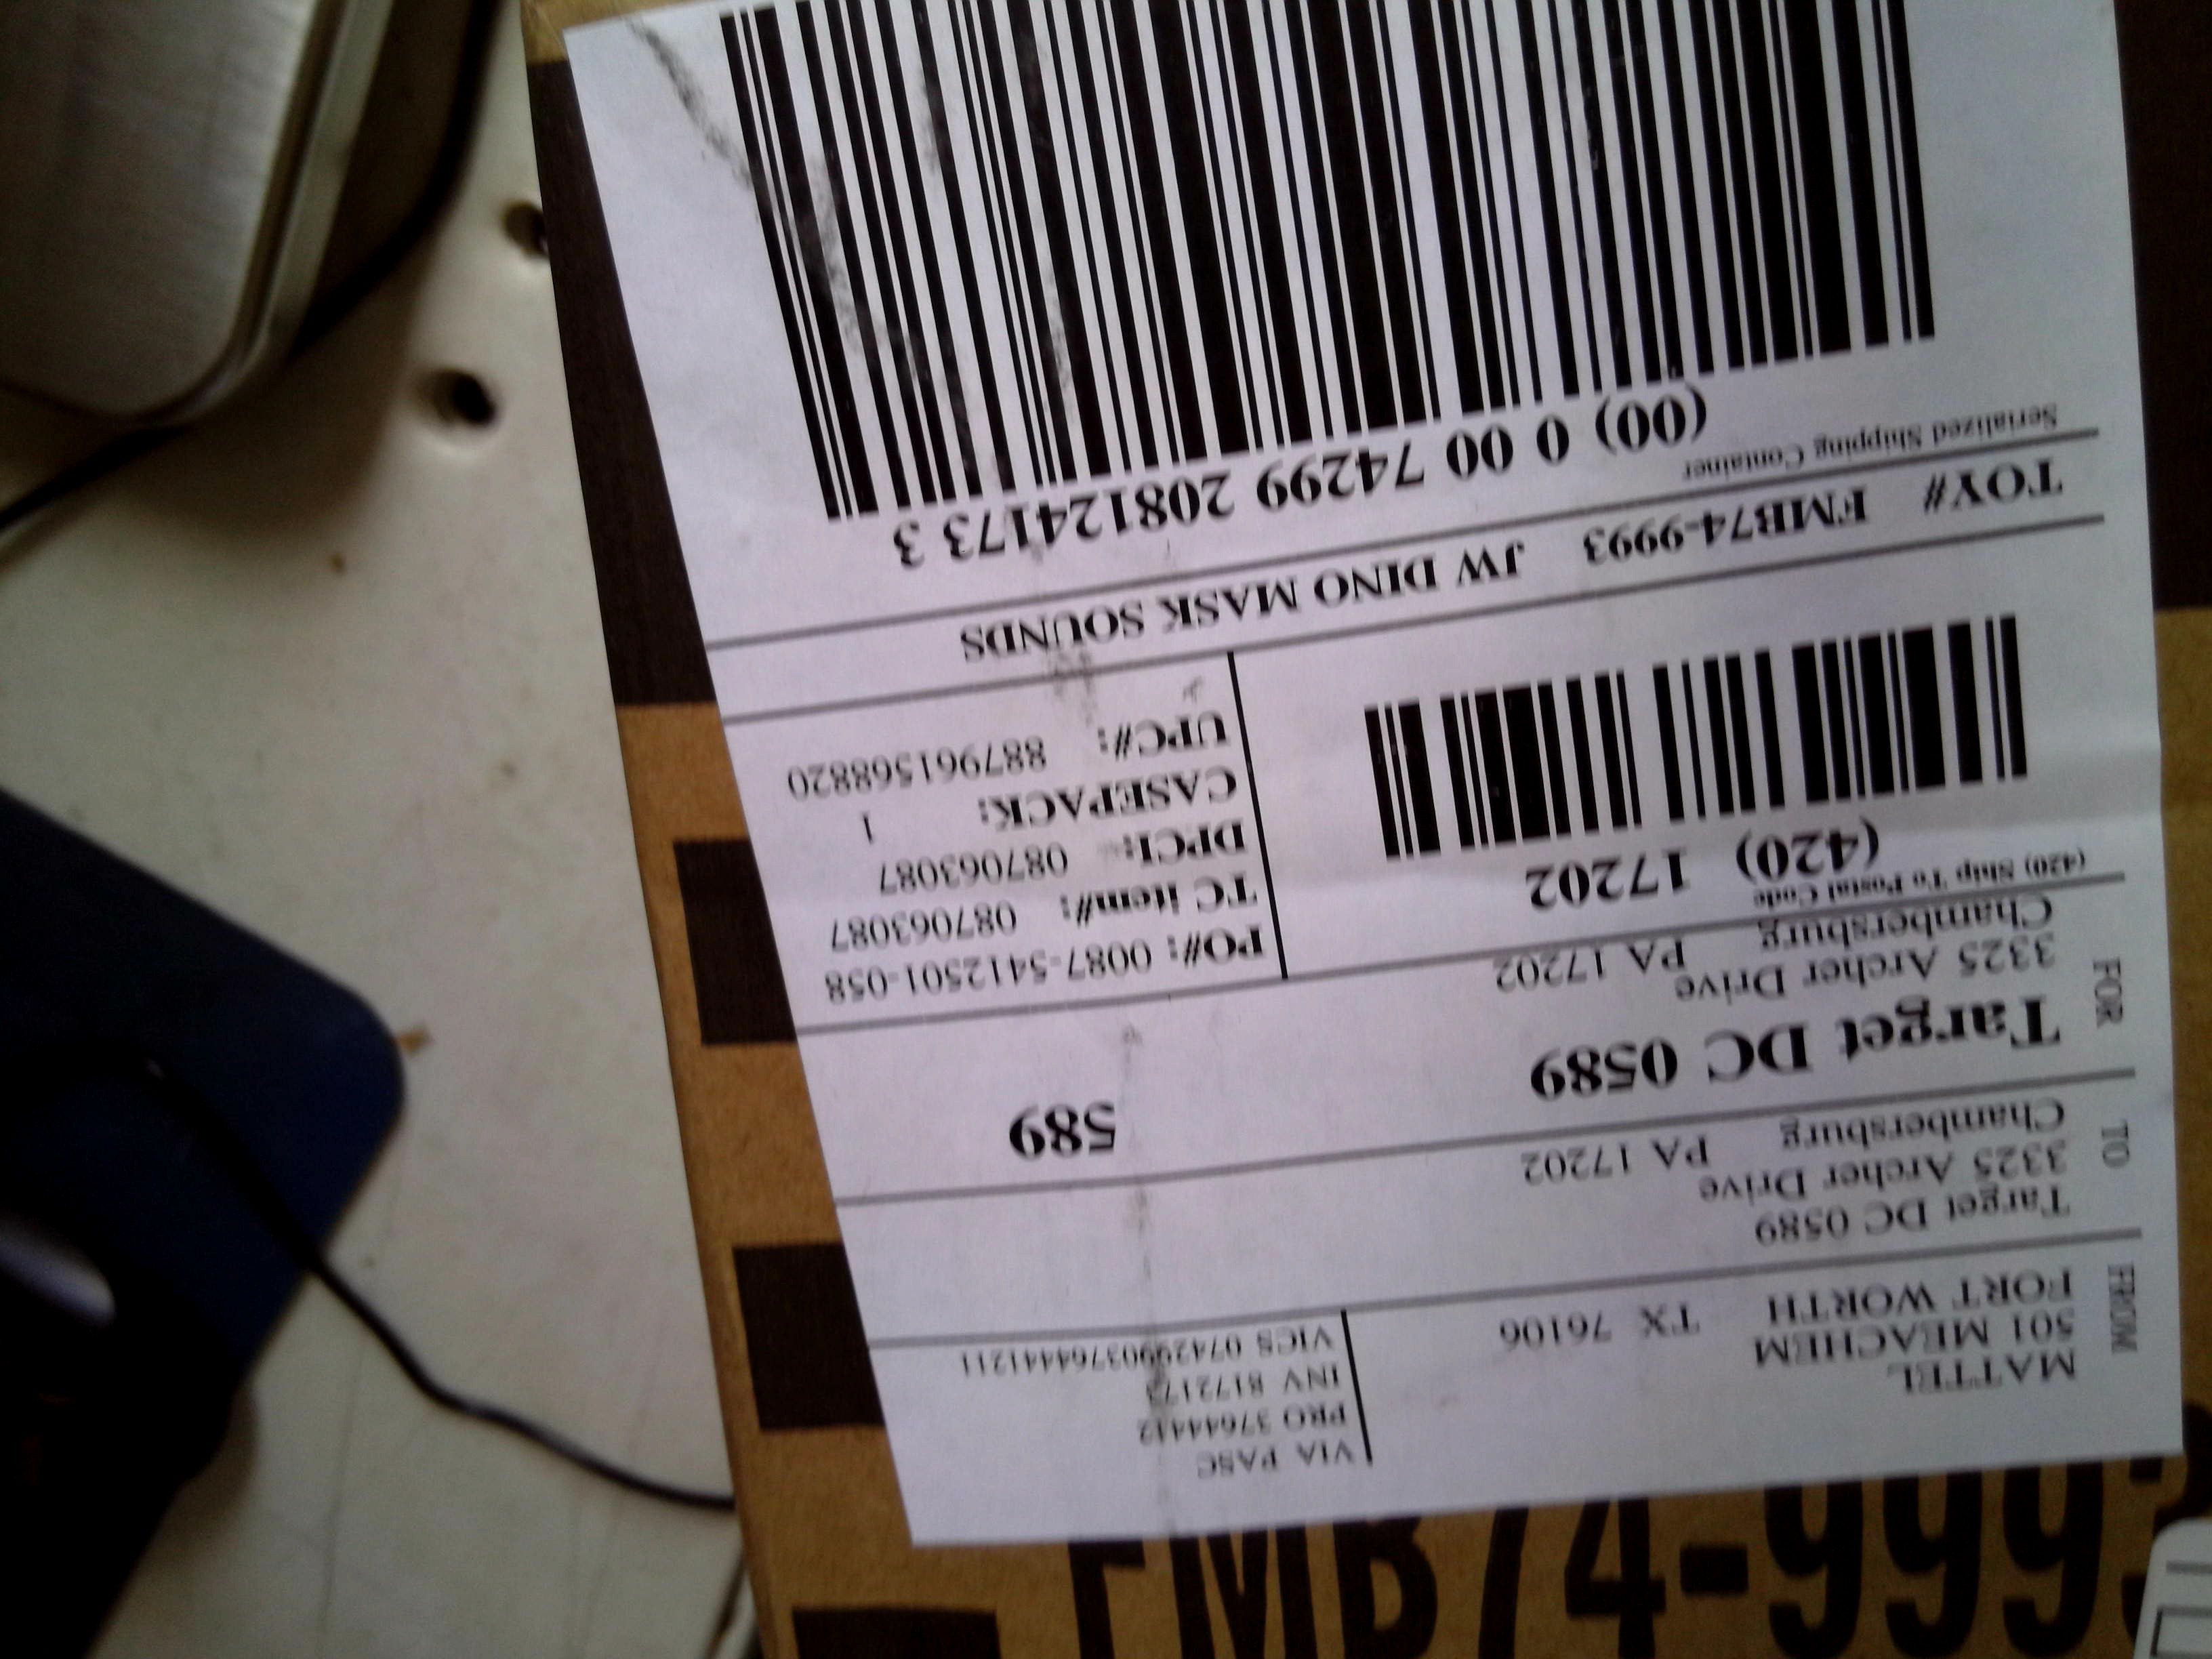 FROM
MATTEL
501 MEACHEM
FORT WORTH TX 76106
VIA PASC
PRO 37644412
INV 8172173
VICS 07429903764441211
TO
Target DC 0589
3325 Archer Drive
Chambersburg PA 17202
FOR
Target DC 0589
3325 Archer Drive
Chambersburg PA 17202
589
(420) Ship To Postal Code
(420) 17202
PO#: 0087-5412501-058
TC item#: 087063087
DPCI: 087063087
CASEPACK: 1
UPC#: 887961568820
TOY# FMB74-9993 JW DINO MASK SOUNDS
Serialized Shipping Container
(00) 0 00 74299 208124173 3
FMB74-9993